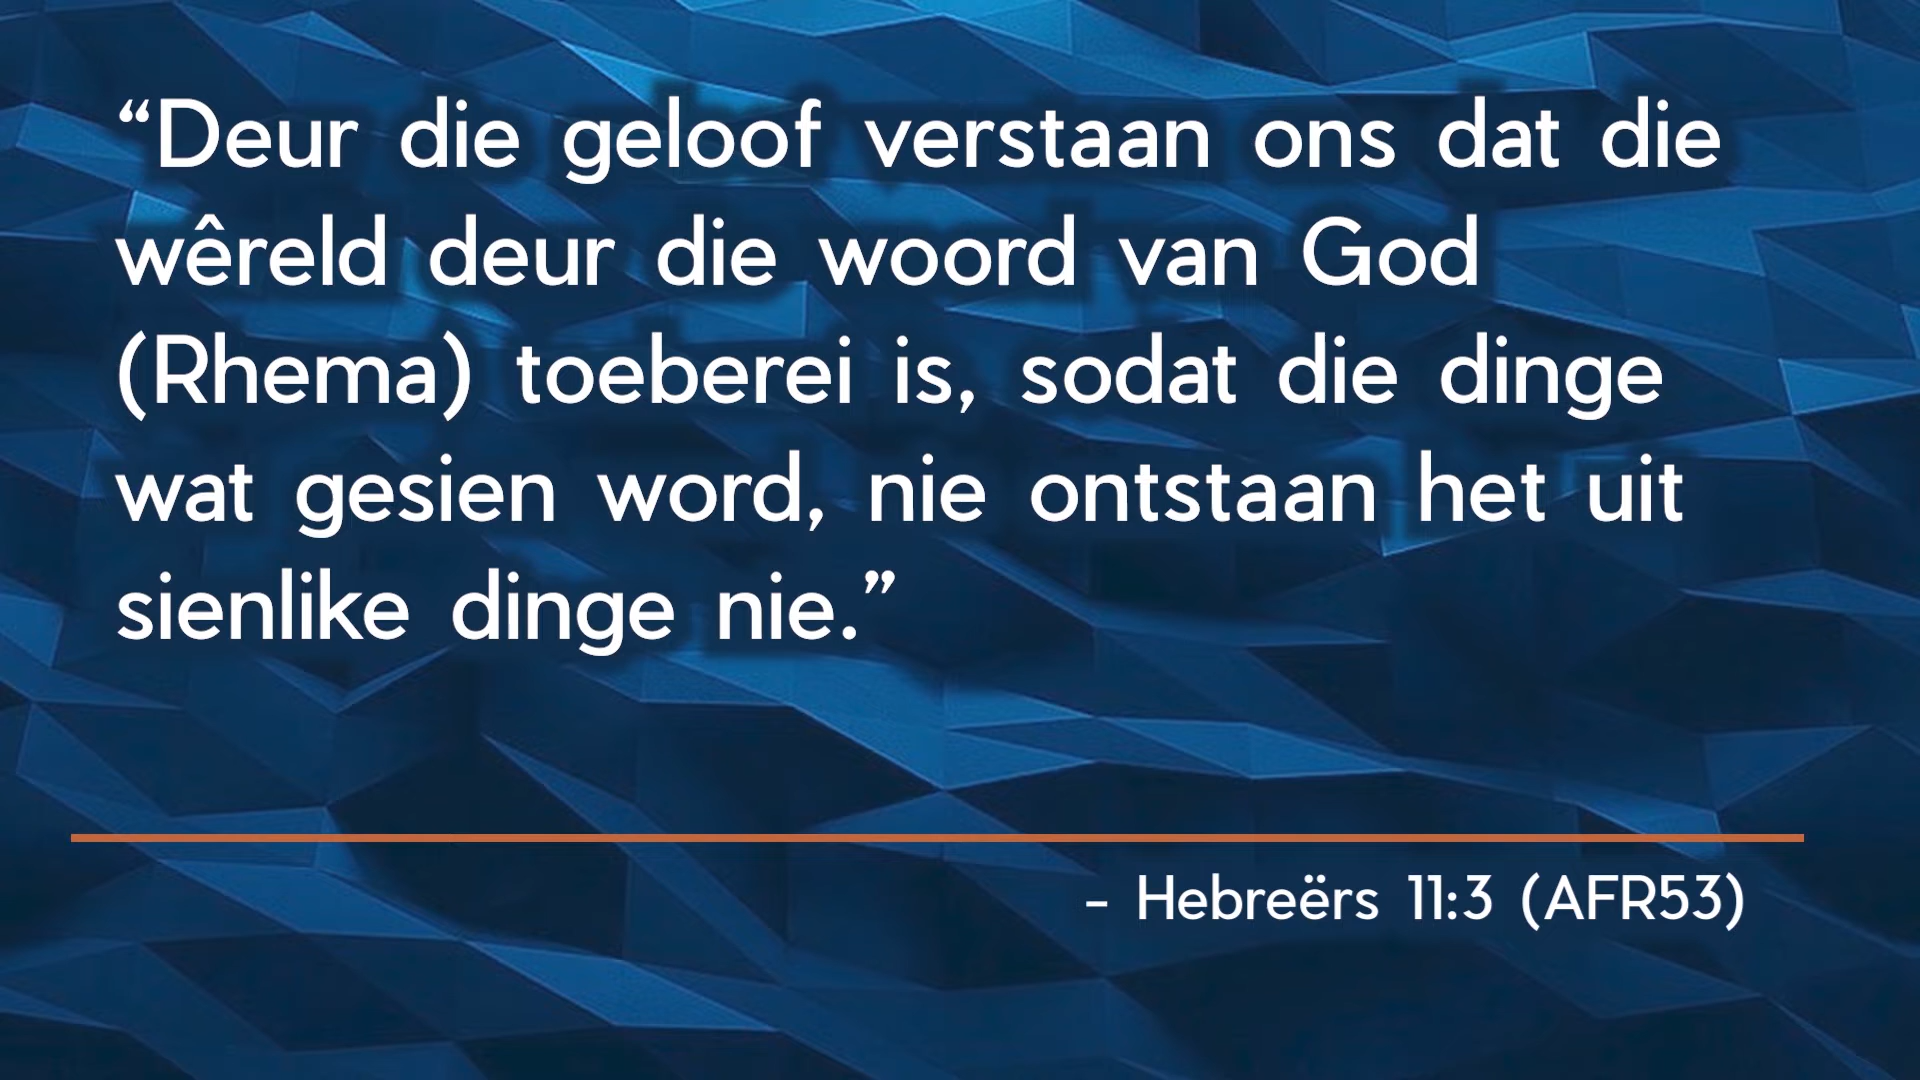 “Deur die geloof verstaan ons dat die
wêreld deur die woord van God
(Rhema) toeberei is, sodat die dinge
wat gesien word, nie ontstaan het uit
sienlike dinge nie.”
- Hebreërs 11:3 (AFR53)